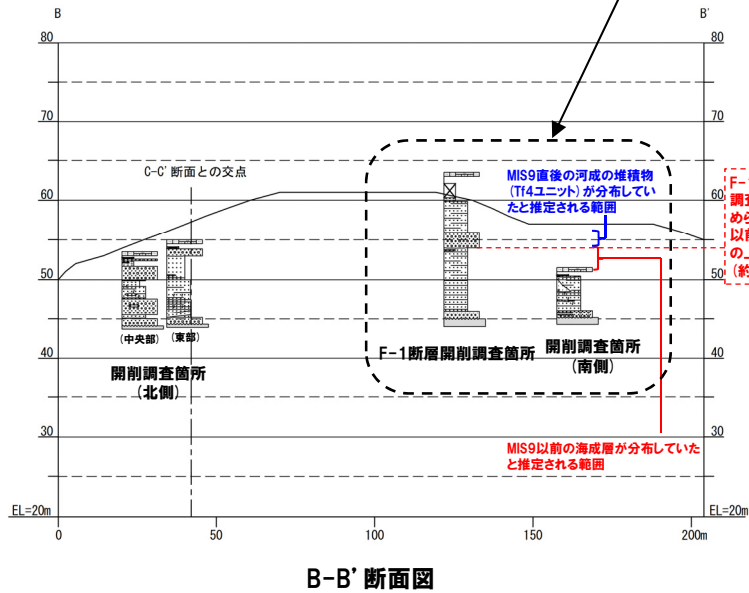 B
B'
80
80
70
70
C-C' 断面との交点
MIS9直後の河成の堆積物
(Tf4ユニット)が分布してい
たと推定される範囲
F-
調査
めら
以前
の
(約
60
60
50
50
(中央部)
(東部)
開削調査箇所
(北側)
F-1断層開削調査箇所
開削調査箇所
(南側)
40
40
30
30
MIS9以前の海成層が分布していた
と推定される範囲
EL=20m
EL=20m
0
50
100
150
200m
B-B' 断面図